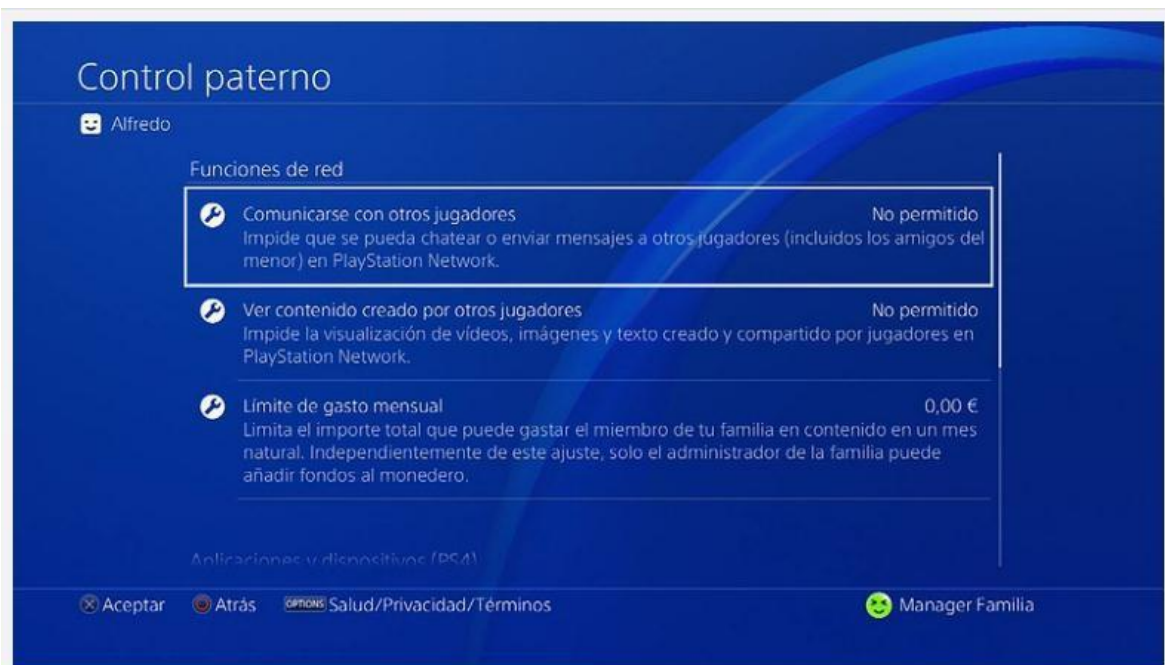 Control paterno
Alfredo
Funciones de red
Comunicarse con otros jugadores No permitido
Impide que se pueda chatear o enviar mensajes a otros jugadores (incluidos los amigos del
menor) en PlayStation Network.
Ver contenido creado por otros jugadores No permitido
Impide la visualización de vídeos, imágenes y texto creado y compartido por jugadores en
PlayStation Network.
Límite de gasto mensual 0,00 €
Limita el importe total que puede gastar el miembro de tu familia en contenido en un mes
natural. Independientemente de este ajuste, solo el administrador de la familia puede
añadir fondos al monedero.
Aplicaciones y dispositivos (PS4)
Aceptar Atrás OPTIONS Salud/Privacidad/Términos Manager Familia